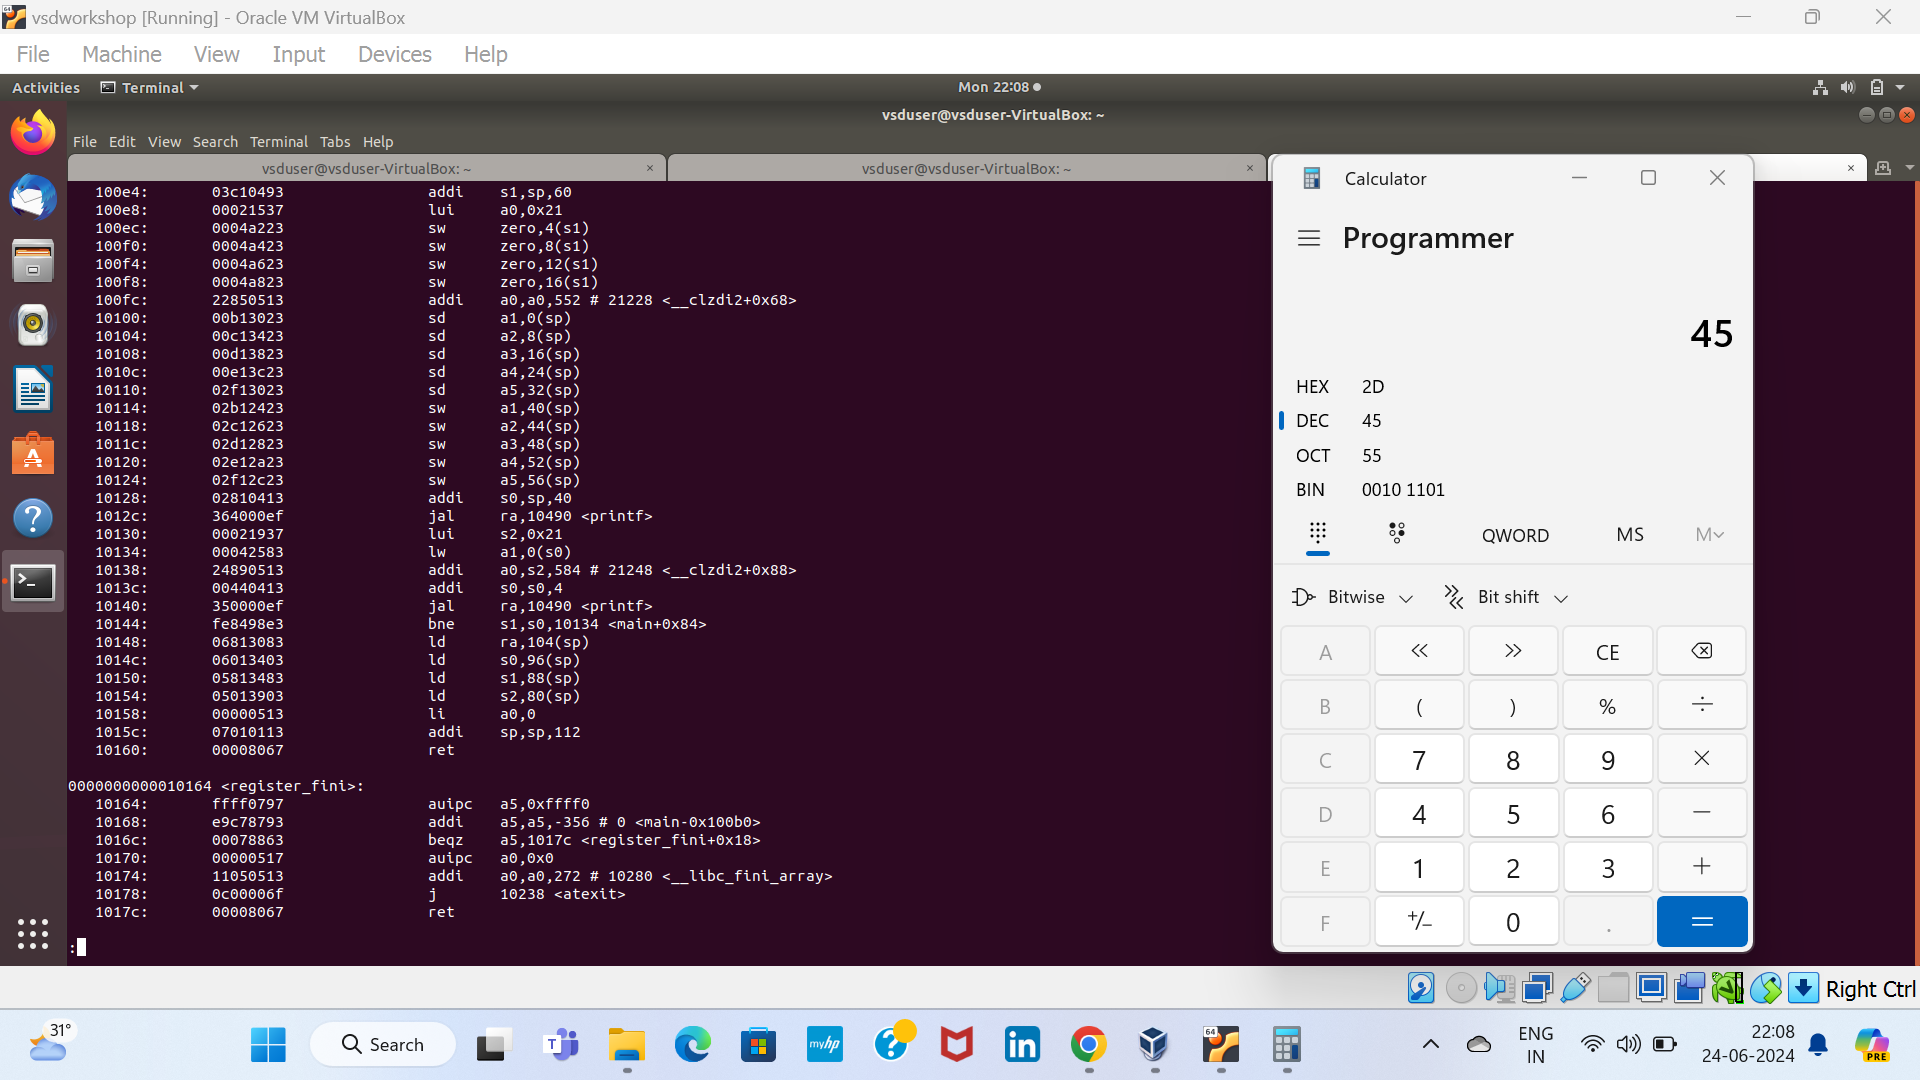 vsdworkshop [Running] - Oracle VM VirtualBox
File Machine View Input Devices Help
Activities Terminal Mon 22:08
vsduser@vsduser-VirtualBox: ~
File Edit View Search Terminal Tabs Help
vsduser@vsduser-VirtualBox: ~ × vsduser@vsduser-VirtualBox: ~ × ×
100e4: 03c10493 addi s1,sp,60
100e8: 00021537 lui a0,0x21
100ec: 0004a223 sw zero,4(s1)
100f0: 0004a423 sw zero,8(s1)
100f4: 0004a623 sw zero,12(s1)
100f8: 0004a823 sw zero,16(s1)
100fc: 22850513 addi a0,a0,552 # 21228 <__clzdi2+0x68>
10100: 00b13023 sd a1,0(sp)
10104: 00c13423 sd a2,8(sp)
10108: 00d13823 sd a3,16(sp)
1010c: 00e13c23 sd a4,24(sp)
10110: 02f13023 sd a5,32(sp)
10114: 02b12423 sw a1,40(sp)
10118: 02c12623 sw a2,44(sp)
1011c: 02d12823 sw a3,48(sp)
10120: 02e12a23 sw a4,52(sp)
10124: 02f12c23 sw a5,56(sp)
10128: 02810413 addi s0,sp,40
1012c: 364000ef jal ra,10490 <printf>
10130: 00021937 lui s2,0x21
10134: 00042583 lw a1,0(s0)
10138: 24890513 addi a0,s2,584 # 21248 <__clzdi2+0x88>
1013c: 00440413 addi s0,s0,4
10140: 350000ef jal ra,10490 <printf>
10144: fe8498e3 bne s1,s0,10134 <main+0x84>
10148: 06813083 ld ra,104(sp)
1014c: 06013403 ld s0,96(sp)
10150: 05813483 ld s1,88(sp)
10154: 05013903 ld s2,80(sp)
10158: 00000513 li a0,0
1015c: 07010113 addi sp,sp,112
10160: 00008067 ret
0000000000010164 <register_fini>:
10164: ffff0797 auipc a5,0xffff0
10168: e9c78793 addi a5,a5,-356 # 0 <main-0x100b0>
1016c: 00078863 beqz a5,1017c <register_fini+0x18>
10170: 00000517 auipc a0,0x0
10174: 11050513 addi a0,a0,272 # 10280 <__libc_fini_array>
10178: 0c00006f j 10238 <atexit>
1017c: 00008067 ret
:
Calculator
Programmer
45
HEX 2D
DEC 45
OCT 55
BIN 0010 1101
QWORD MS M
Bitwise Bit shift
A << >> CE
B ( ) % ÷
C 7 8 9 ×
D 4 5 6 −
E 1 2 3 +
F +/− 0 . =
Right Ctrl
31°
Search
myhp
64
ENG
IN
22:08
24-06-2024
PRE